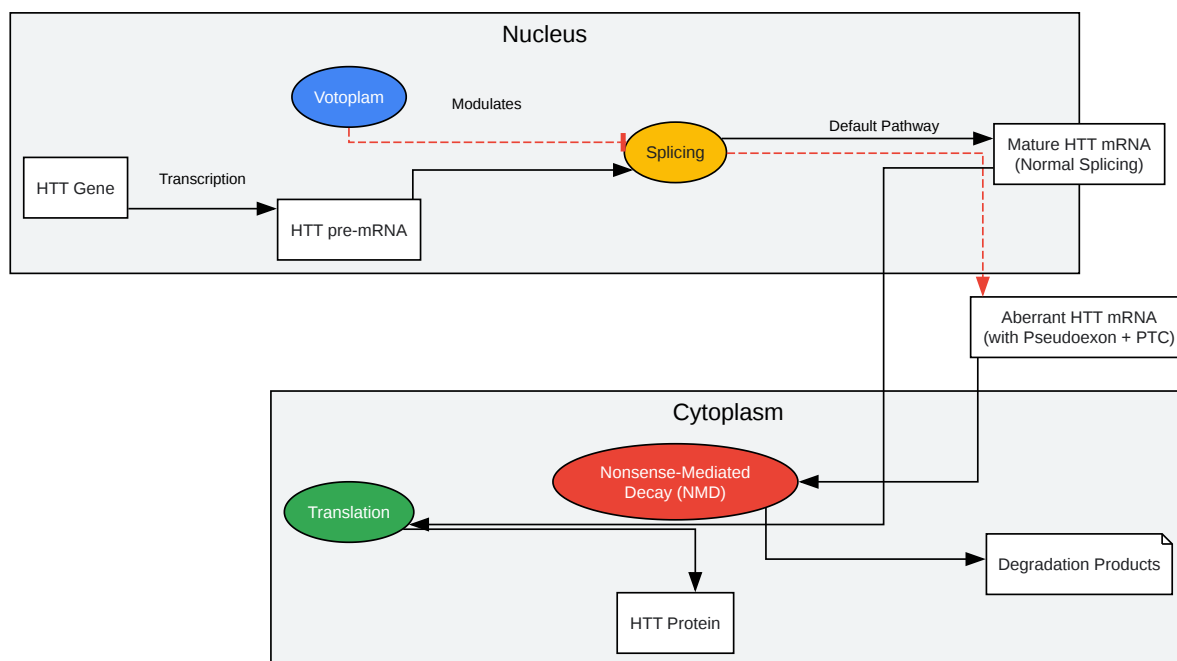 Nucleus
Votoplam
Modulates
Default Pathway
Splicing
Mature HTT mRNA
(Normal Splicing)
Transcription
HTT Gene
HTT pre-mRNA
Aberrant HTT mRNA
(with Pseudoexon + PTC)
Cytoplasm
Nonsense-Mediated
Decay (NMD)
Translation
Degradation Products
HTT Protein